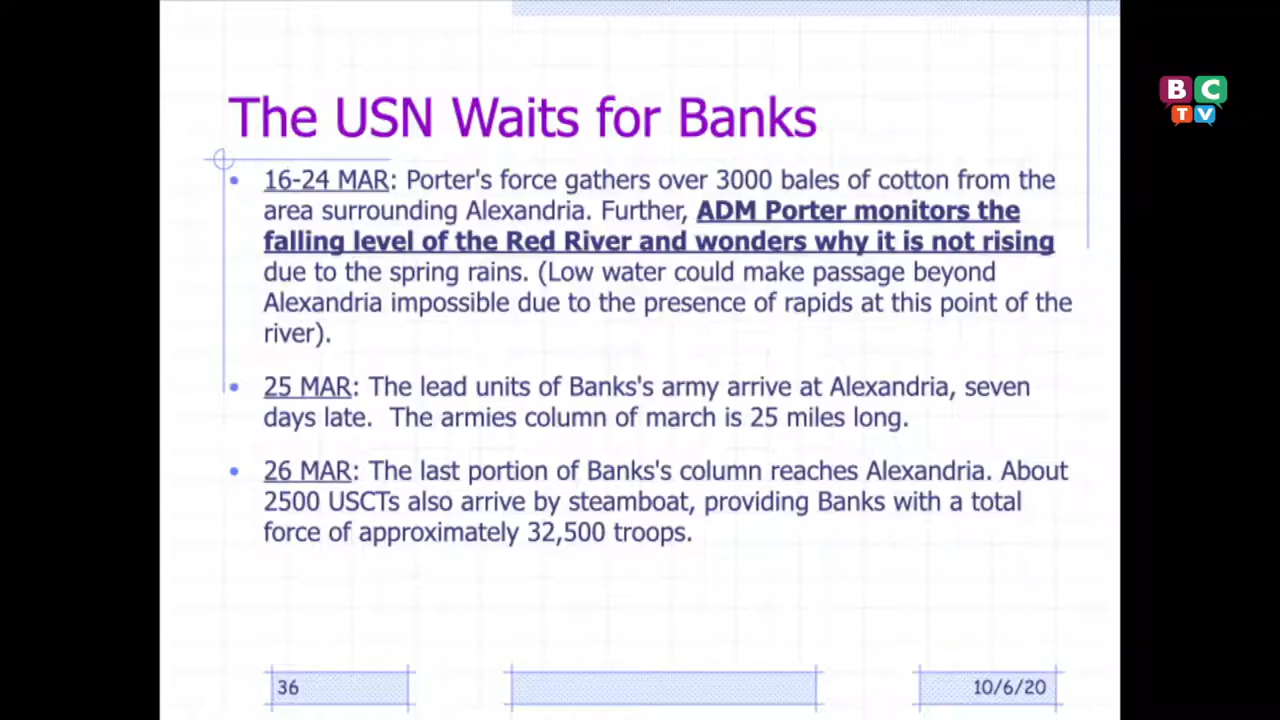 BC
TV
The USN Waits for Banks
• 16-24 MAR: Porter's force gathers over 3000 bales of cotton from the
area surrounding Alexandria. Further, ADM Porter monitors the
falling level of the Red River and wonders why it is not rising
due to the spring rains. (Low water could make passage beyond
Alexandria impossible due to the presence of rapids at this point of the
river).
• 25 MAR: The lead units of Banks's army arrive at Alexandria, seven
days late.  The armies column of march is 25 miles long.
• 26 MAR: The last portion of Banks's column reaches Alexandria. About
2500 USCTs also arrive by steamboat, providing Banks with a total
force of approximately 32,500 troops.
36
10/6/20